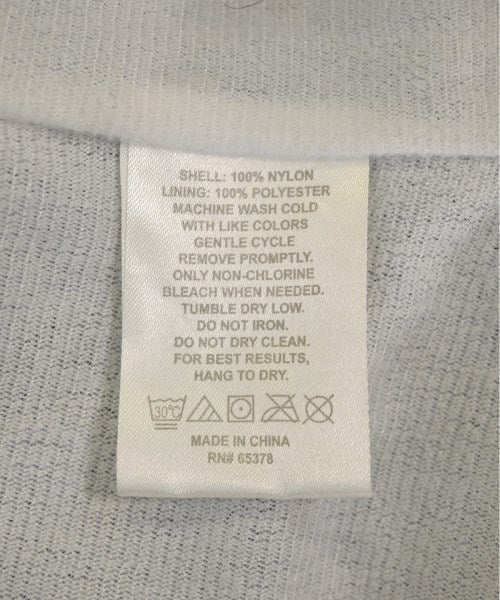 SHELL: 100% NYLON
LINING: 100% POLYESTER
MACHINE WASH COLD
WITH LIKE COLORS
GENTLE CYCLE
REMOVE PROMPTLY.
ONLY NON-CHLORINE
BLEACH WHEN NEEDED.
TUMBLE DRY LOW.
DO NOT IRON.
DO NOT DRY CLEAN.
FOR BEST RESULTS,
HANG TO DRY.
30°C
MADE IN CHINA
RN# 65378